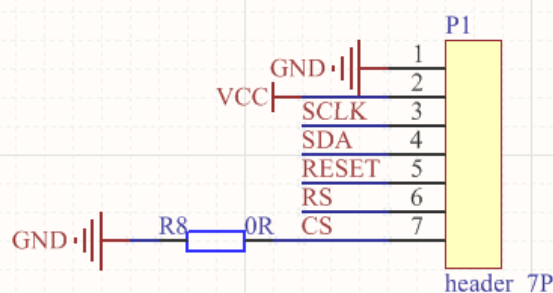 P1
GND 1
VCC 2
SCLK 3
SDA 4
RESET 5
RS 6
GND R8 0R CS 7
header 7P